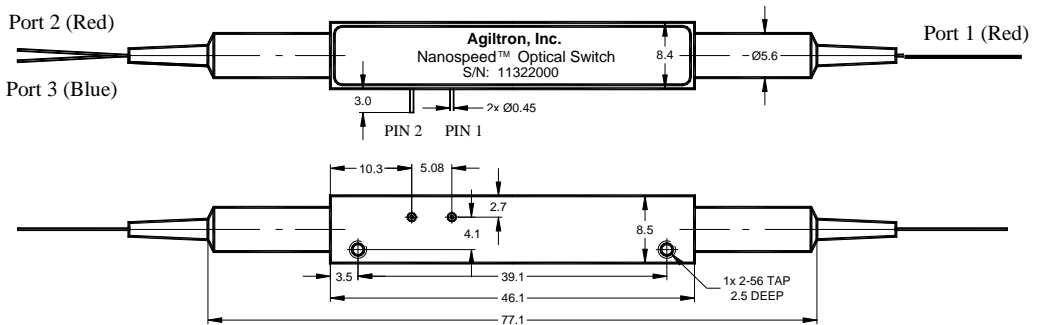 Port 2 (Red)
Port 3 (Blue)
Agiltron, Inc.
Nanospeed™ Optical Switch
S/N: 11322000
8.4
Ø5.6
Port 1 (Red)
3.0
2x Ø0.45
PIN 2
PIN 1
10.3
5.08
2.7
4.1
8.5
3.5
39.1
1x 2-56 TAP
2.5 DEEP
46.1
77.1